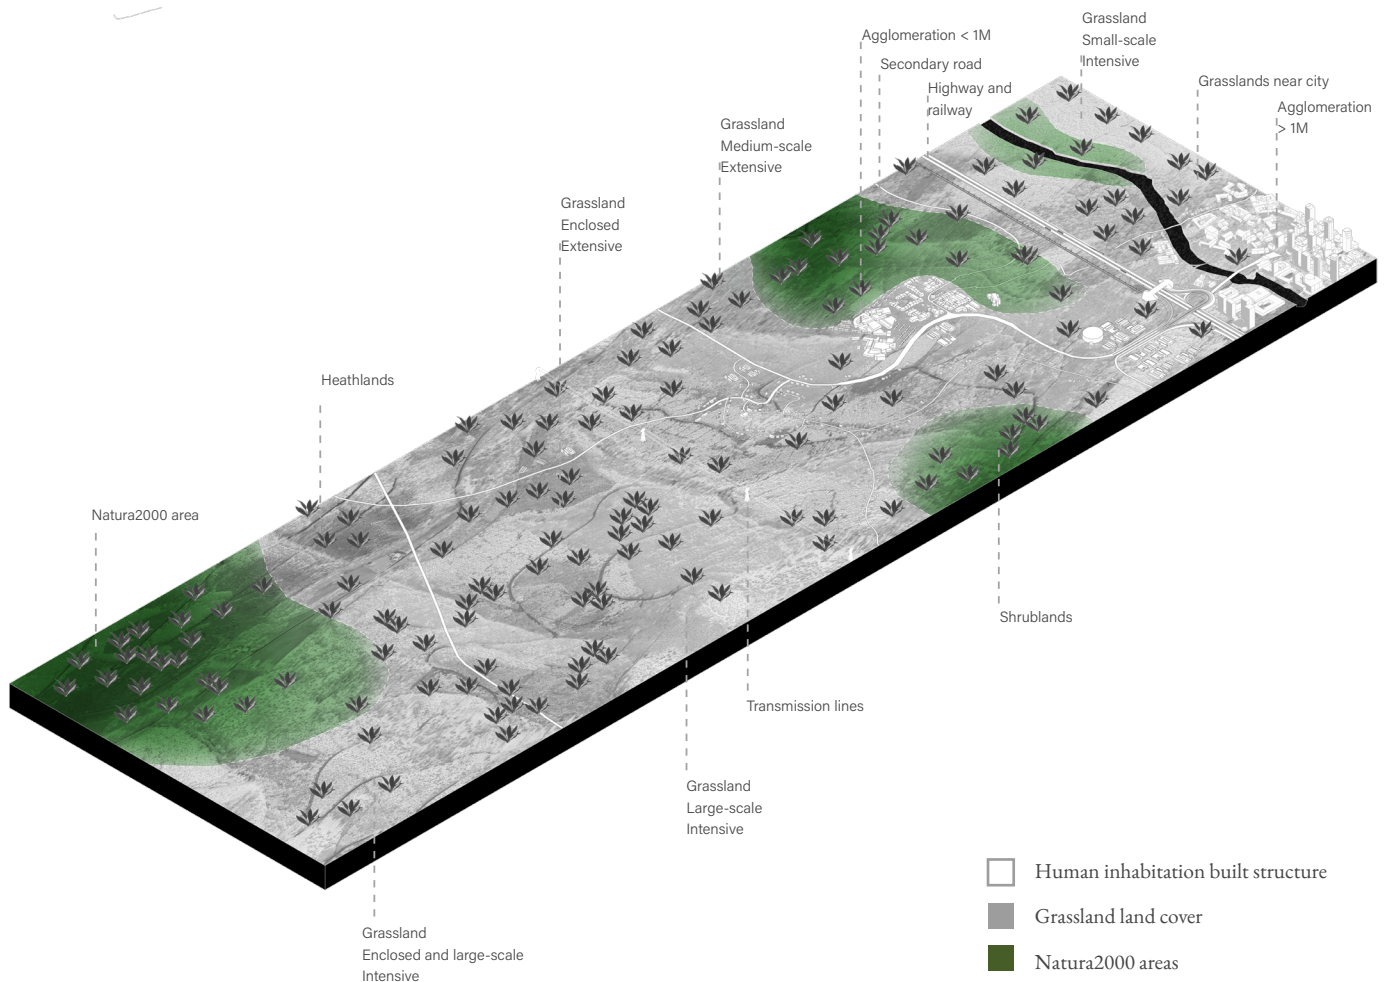 Grassland
Small-scale
Intensive
Agglomeration < 1M
Secondary road
Highway and
railway
Grasslands near city
Agglomeration
> 1M
Grassland
Medium-scale
Extensive
Grassland
Enclosed
Extensive
Heathlands
Natura2000 area
Shrublands
Transmission lines
Grassland
Large-scale
Intensive
Grassland
Enclosed and large-scale
Intensive
Human inhabitation built structure
Grassland land cover
Natura2000 areas